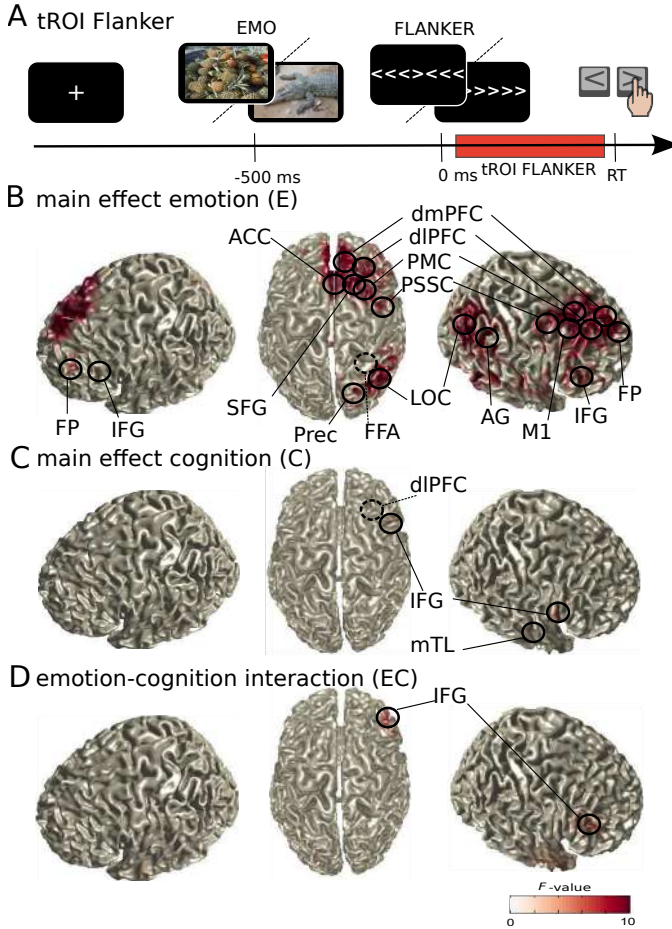 A tROI Flanker
EMO
FLANKER
+
<<<><<<
>>>>>
< >
-500 ms
0 ms
tROI FLANKER
RT
B main effect emotion (E)
dmPFC
ACC
dlPFC
PMC
PSSC
FP
IFG
SFG
Prec
FFA
LOC
AG
M1
IFG
FP
C main effect cognition (C)
dlPFC
IFG
mTL
D emotion-cognition interaction (EC)
IFG
F-value
0
10